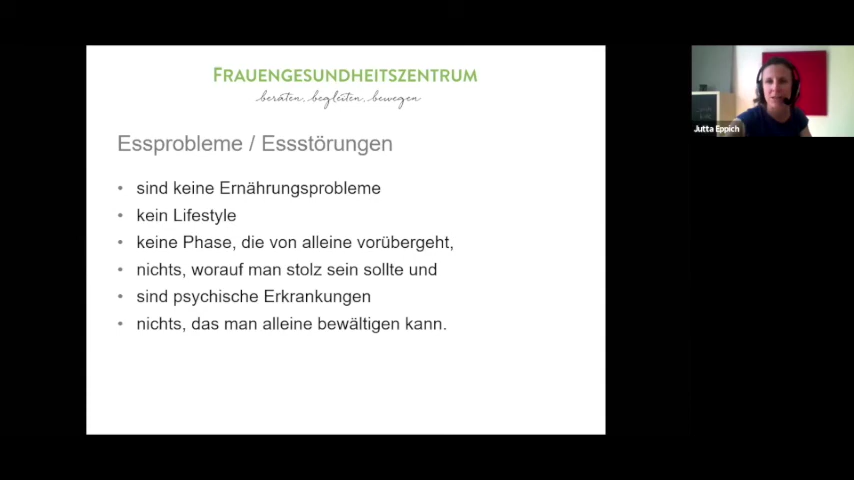 FRAUENGESUNDHEITSZENTRUM
beraten, begleiten, bewegen
Essprobleme / Essstörungen
• sind keine Ernährungsprobleme
• kein Lifestyle
• keine Phase, die von alleine vorübergeht,
• nichts, worauf man stolz sein sollte und
• sind psychische Erkrankungen
• nichts, das man alleine bewältigen kann.
Jutta Eppich